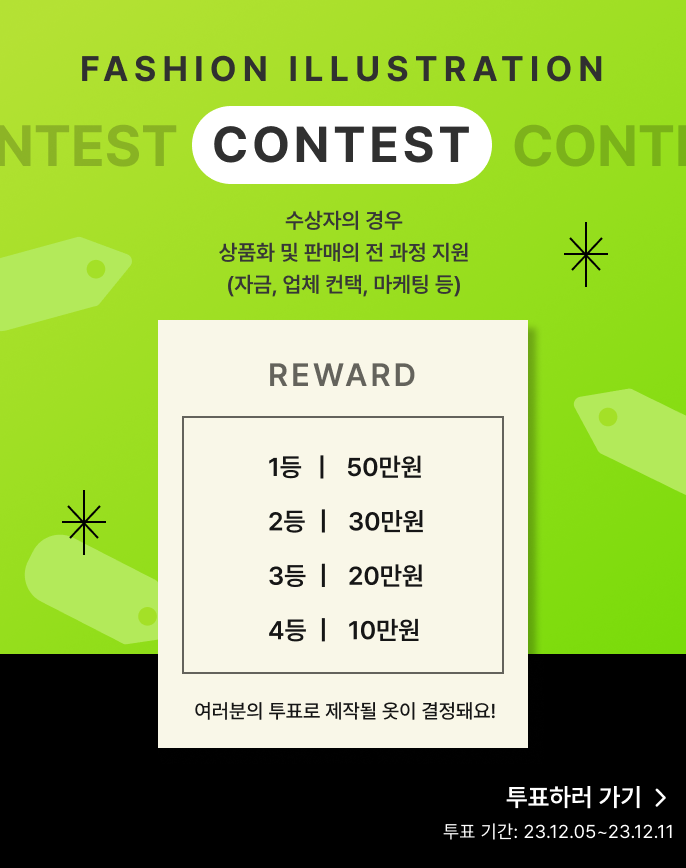 FASHION ILLUSTRATION
NTEST CONTEST CONTE
수상자의 경우
상품화 및 판매의 전 과정 지원
(자금, 업체 컨택, 마케팅 등)
REWARD
1등 | 50만원
2등 | 30만원
3등 | 20만원
4등 | 10만원
여러분의 투표로 제작될 옷이 결정돼요!
투표하러 가기 >
투표 기간: 23.12.05~23.12.11